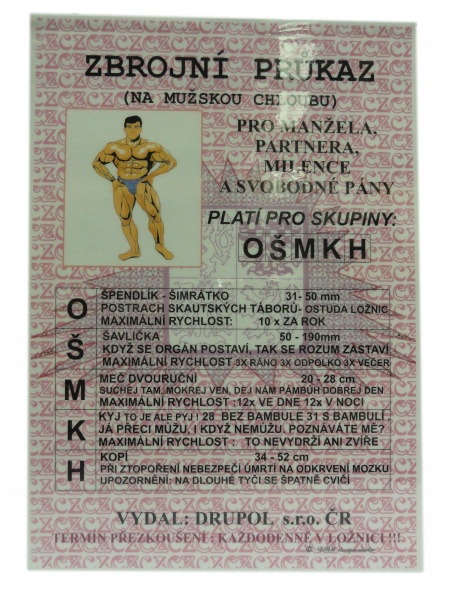 ZBROJNÍ PRŮKAZ
(NA MUŽSKOU CHLOUBU)
PRO MANŽELA,
PARTNERA,
MILENCE
A SVOBODNÉ PÁNY
PLATÍ PRO SKUPINY:
OŠMKH
O
ŠPENDLÍK - ŠIMRÁTKO 31- 50 mm
POSTRACH SKAUTSKÝCH TÁBORŮ- OSTUDA LOŽNIC
MAXIMÁLNÍ RYCHLOST: 10 x ZA ROK
Š
ŠAVLIČKA 50 - 190mm
KDYŽ SE ORGÁN POSTAVÍ, TAK SE ROZUM ZASTAVÍ
MAXIMÁLNÍ RYCHLOST 3X RÁNO 3X ODPOLKO 3X VEČER
M
MEČ DVOURUČNÍ 20 - 28 cm
SUCHEJ TAM, MOKREJ VEN, DEJ NÁM PÁMBŮH DOBREJ DEN
MAXIMÁLNÍ RYCHLOST :12x VE DNE 12x V NOCI
K
KYJ TO JE ALE PYJ ! 28 BEZ BAMBULE 31 S BAMBULÍ
JÁ PŘECI MŮŽU, I KDYŽ NEMŮŽU. POZNÁVÁTE MĚ?
MAXIMÁLNÍ RYCHLOST : TO NEVYDRŽÍ ANI ZVÍŘE
H
KOPÍ 34 - 52 cm
PŘI ZTOPOŘENÍ NEBEZPEČÍ ÚMRTÍ NA ODKRVENÍ MOZKU
UPOZORNĚNÍ: NA DLOUHÉ TYČI SE ŠPATNĚ CVIČÍ
VYDAL: DRUPOL s.r.o. ČR
TERMÍN PŘEZKOUŠENÍ: KAŽDODENNĚ V LOŽNICI!!!